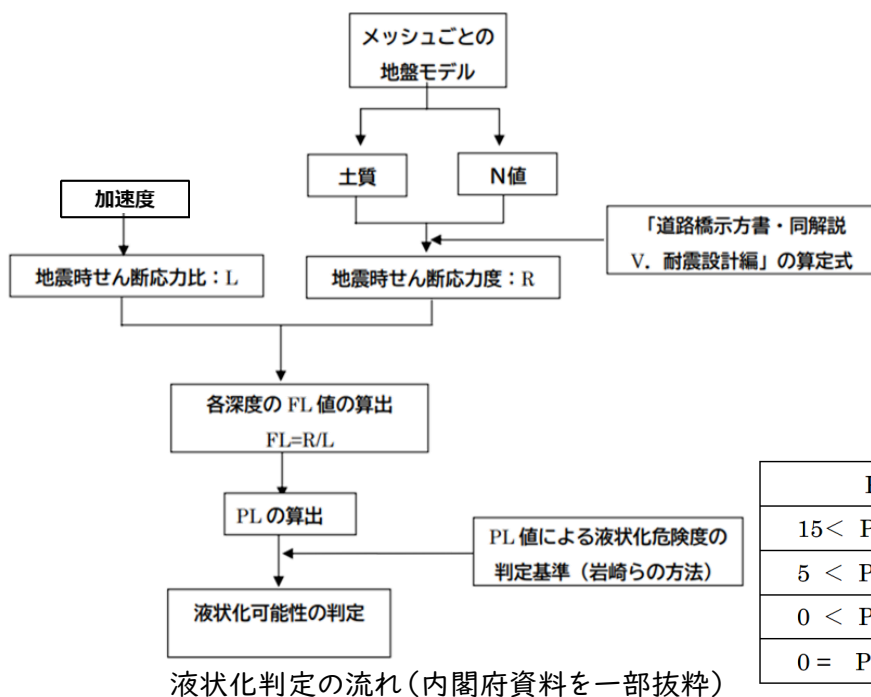 メッシュごとの
地盤モデル
土質
N値
加速度
「道路橋示方書・同解説
V．耐震設計編」の算定式
地震時せん断応力比：L
地震時せん断応力度：R
各深度の FL 値の算出
FL=R/L
PL の算出
PL 値による液状化危険度の
判定基準（岩崎らの方法）
液状化可能性の判定
15＜
5 ＜
0 ＜
0＝
液状化判定の流れ（内閣府資料を一部抜粋）